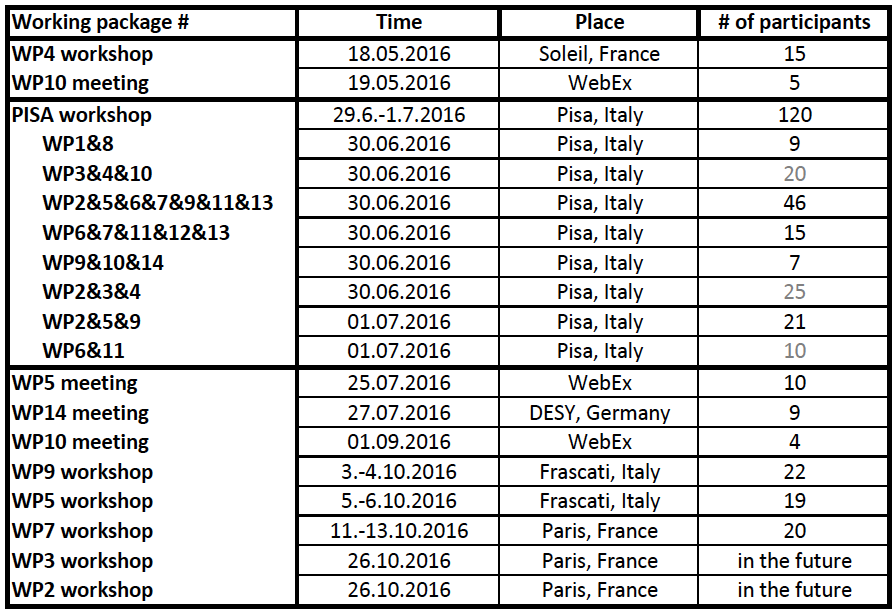 Working package # Time Place # of participants
WP4 workshop 18.05.2016 Soleil, France 15
WP10 meeting 19.05.2016 WebEx 5
PISA workshop 29.6.-1.7.2016 Pisa, Italy 120
WP1&8 30.06.2016 Pisa, Italy 9
WP3&4&10 30.06.2016 Pisa, Italy 20
WP2&5&6&7&9&11&13 30.06.2016 Pisa, Italy 46
WP6&7&11&12&13 30.06.2016 Pisa, Italy 15
WP9&10&14 30.06.2016 Pisa, Italy 7
WP2&3&4 30.06.2016 Pisa, Italy 25
WP2&5&9 01.07.2016 Pisa, Italy 21
WP6&11 01.07.2016 Pisa, Italy 10
WP5 meeting 25.07.2016 WebEx 10
WP14 meeting 27.07.2016 DESY, Germany 9
WP10 meeting 01.09.2016 WebEx 4
WP9 workshop 3.-4.10.2016 Frascati, Italy 22
WP5 workshop 5.-6.10.2016 Frascati, Italy 19
WP7 workshop 11.-13.10.2016 Paris, France 20
WP3 workshop 26.10.2016 Paris, France in the future
WP2 workshop 26.10.2016 Paris, France in the future